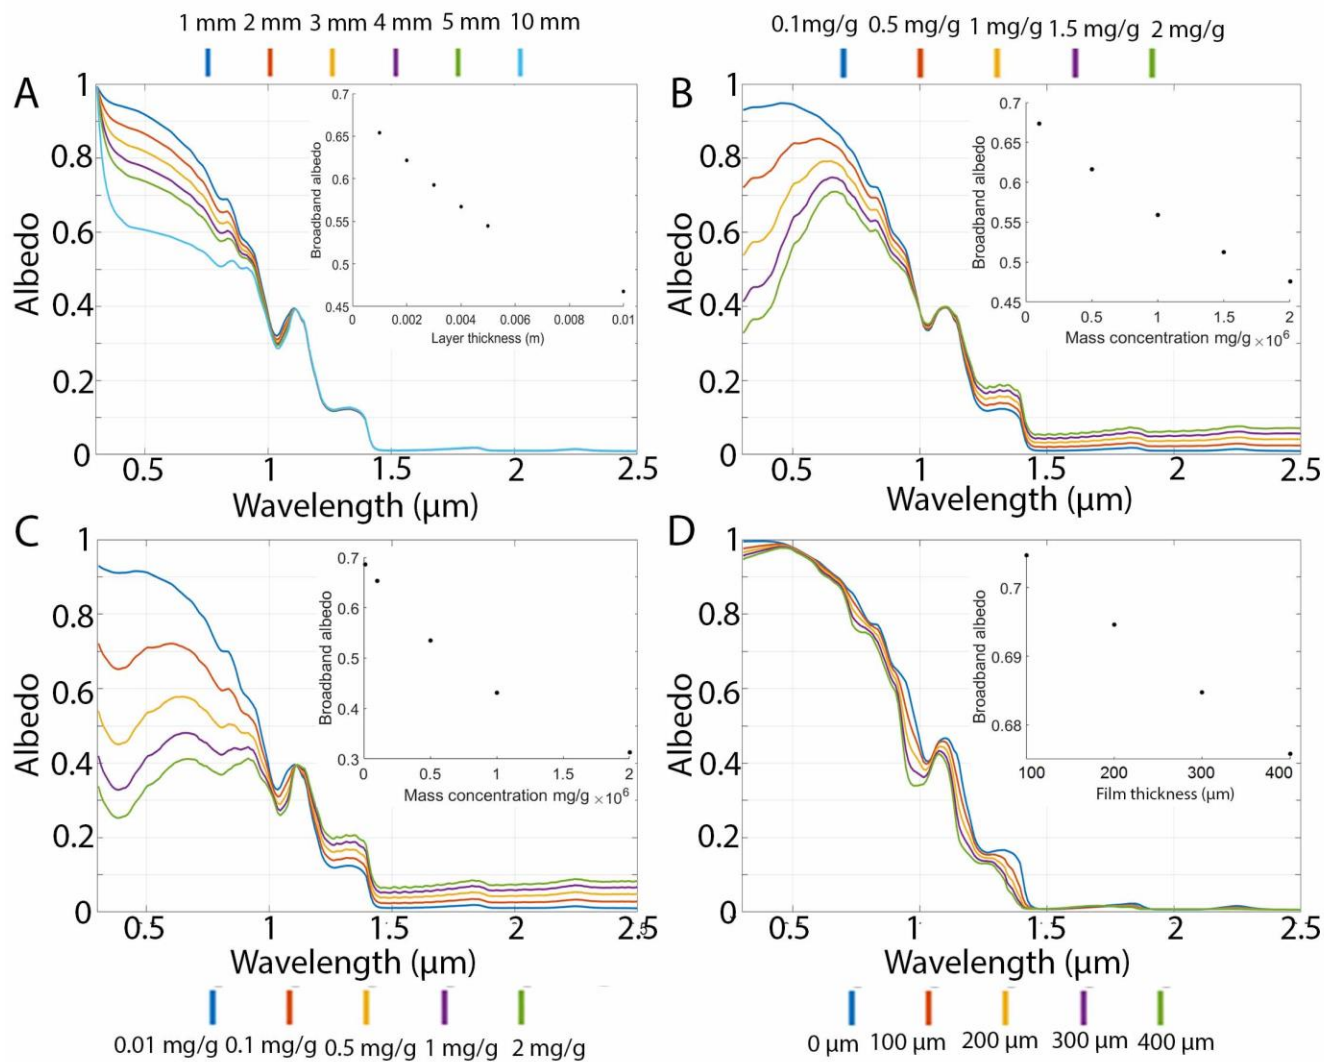 1 mm 2 mm 3 mm 4 mm 5 mm 10 mm
A
1
0.8
0.6
0.4
0.2
0
Albedo
0.5 1 1.5 2 2.5
Wavelength (μm)
0.7
0.65
0.6
0.55
0.5
0.45
Broadband albedo
0 0.002 0.004 0.006 0.008 0.01
Layer thickness (m)
0.1mg/g 0.5 mg/g 1 mg/g 1.5 mg/g 2 mg/g
B
1
0.8
0.6
0.4
0.2
0
Albedo
0.5 1 1.5 2 2.5
Wavelength (μm)
0.7
0.65
0.6
0.55
0.5
0.45
Broadband albedo
0 0.5 1 1.5 2
Mass concentration mg/g ×10⁶
C
1
0.8
0.6
0.4
0.2
0
Albedo
0.5 1 1.5 2 2.5
Wavelength (μm)
0.7
0.6
0.5
0.4
0.3
Broadband albedo
0 0.5 1 1.5 2
Mass concentration mg/g ×10⁶
0.01 mg/g 0.1 mg/g 0.5 mg/g 1 mg/g 2 mg/g
D
1
0.8
0.6
0.4
0.2
0
Albedo
0.5 1 1.5 2 2.5
Wavelength (μm)
0.7
0.69
0.68
Broadband albedo
100 200 300 400
Film thickness (μm)
0 μm 100 μm 200 μm 300 μm 400 μm